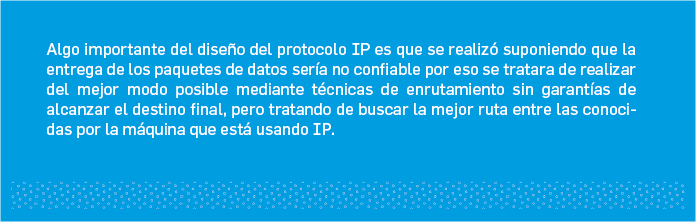 Algo importante del diseño del protocolo IP es que se realizó suponiendo que la
entrega de los paquetes de datos sería no confiable por eso se tratara de realizar
del mejor modo posible mediante técnicas de enrutamiento sin garantías de
alcanzar el destino final, pero tratando de buscar la mejor ruta entre las conoci-
das por la máquina que está usando IP.